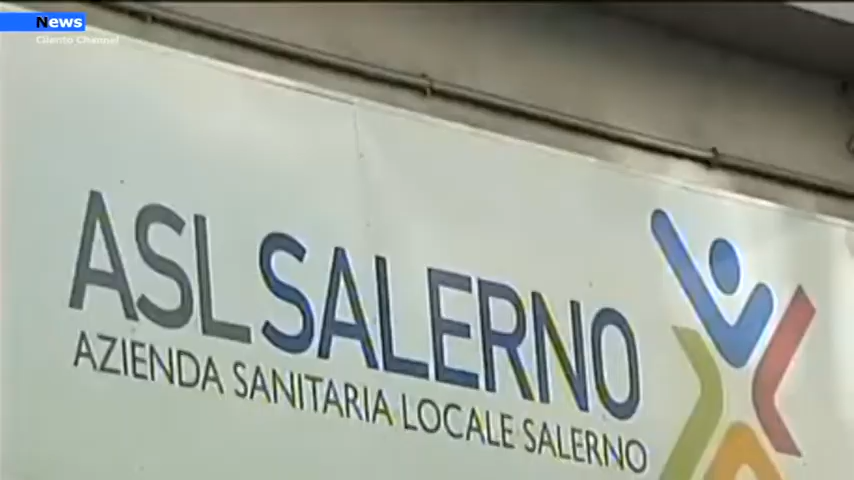 News
Cilento Channel
ASL SALERNO
AZIENDA SANITARIA LOCALE SALERNO